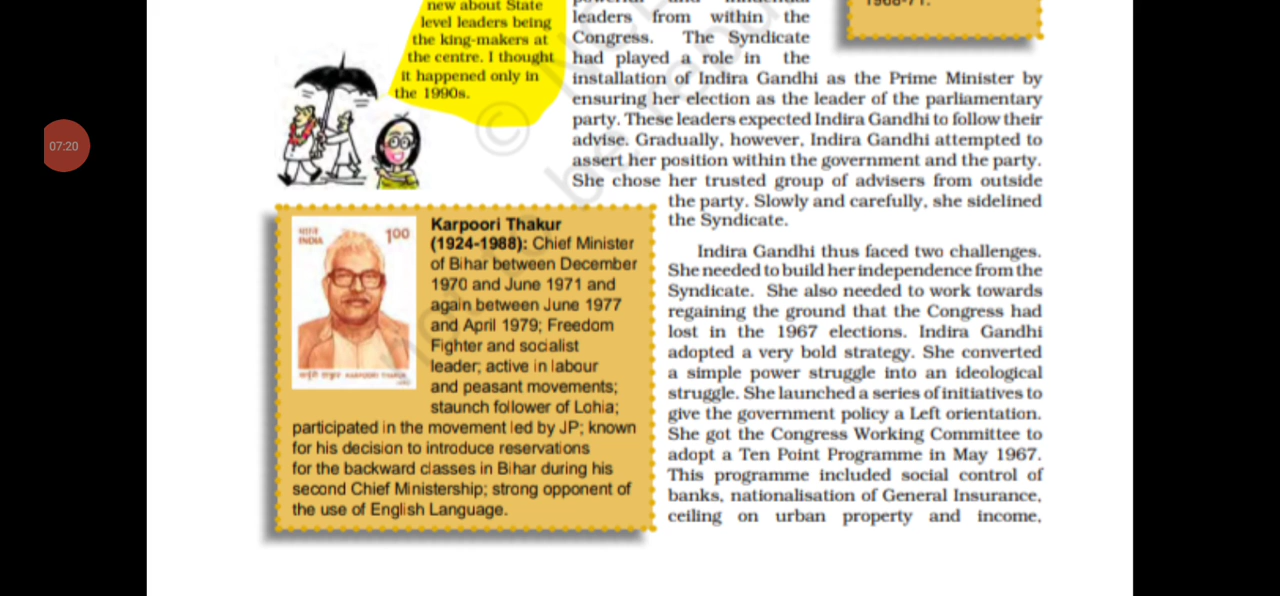 07:20
new about State
level leaders being
the king-makers at
the centre. I thought
it happened only in
the 1990s.
leaders from within the
Congress. The Syndicate
had played a role in the
installation of Indira Gandhi as the Prime Minister by
ensuring her election as the leader of the parliamentary
party. These leaders expected Indira Gandhi to follow their
advise. Gradually, however, Indira Gandhi attempted to
assert her position within the government and the party.
She chose her trusted group of advisers from outside
the party. Slowly and carefully, she sidelined
the Syndicate.
Karpoori Thakur
(1924-1988): Chief Minister
of Bihar between December
1970 and June 1971 and
again between June 1977
and April 1979; Freedom
Fighter and socialist
leader; active in labour
and peasant movements;
staunch follower of Lohia;
participated in the movement led by JP; known
for his decision to introduce reservations
for the backward classes in Bihar during his
second Chief Ministership; strong opponent of
the use of English Language.
भारत
INDIA
100
KARPOORI THAKUR
Indira Gandhi thus faced two challenges.
She needed to build her independence from the
Syndicate. She also needed to work towards
regaining the ground that the Congress had
lost in the 1967 elections. Indira Gandhi
adopted a very bold strategy. She converted
a simple power struggle into an ideological
struggle. She launched a series of initiatives to
give the government policy a Left orientation.
She got the Congress Working Committee to
adopt a Ten Point Programme in May 1967.
This programme included social control of
banks, nationalisation of General Insurance,
ceiling on urban property and income,